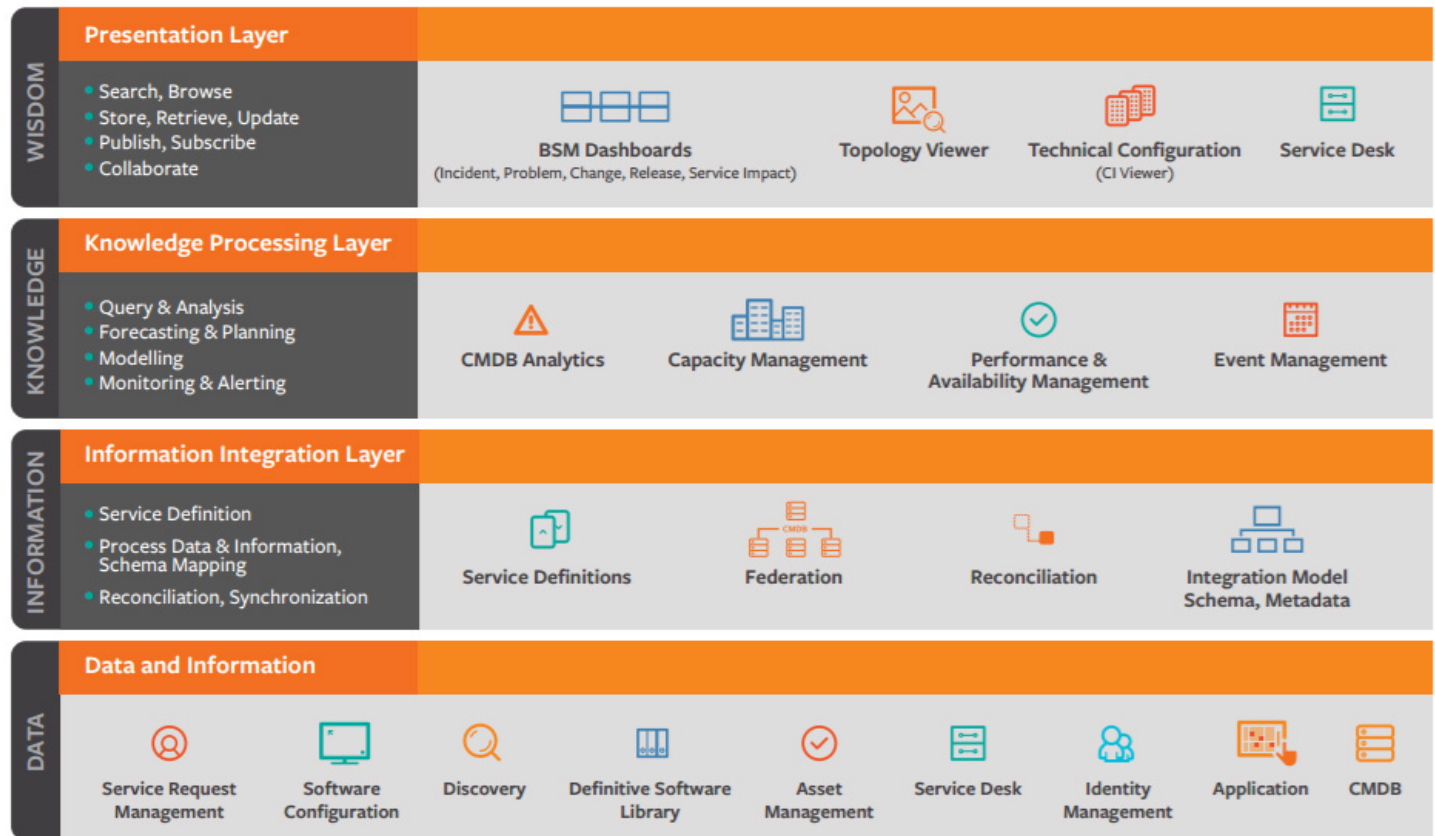 WISDOM
Presentation Layer
• Search, Browse
• Store, Retrieve, Update
• Publish, Subscribe
• Collaborate
BSM Dashboards
(Incident, Problem, Change, Release, Service Impact)
Topology Viewer
Technical Configuration
(CI Viewer)
Service Desk
KNOWLEDGE
Knowledge Processing Layer
• Query & Analysis
• Forecasting & Planning
• Modelling
• Monitoring & Alerting
CMDB Analytics
Capacity Management
Performance &
Availability Management
Event Management
INFORMATION
Information Integration Layer
• Service Definition
• Process Data & Information,
Schema Mapping
• Reconciliation, Synchronization
Service Definitions
CMDB
Federation
Reconciliation
Integration Model
Schema, Metadata
DATA
Data and Information
Service Request
Management
Software
Configuration
Discovery
Definitive Software
Library
Asset
Management
Service Desk
Identity
Management
Application
CMDB